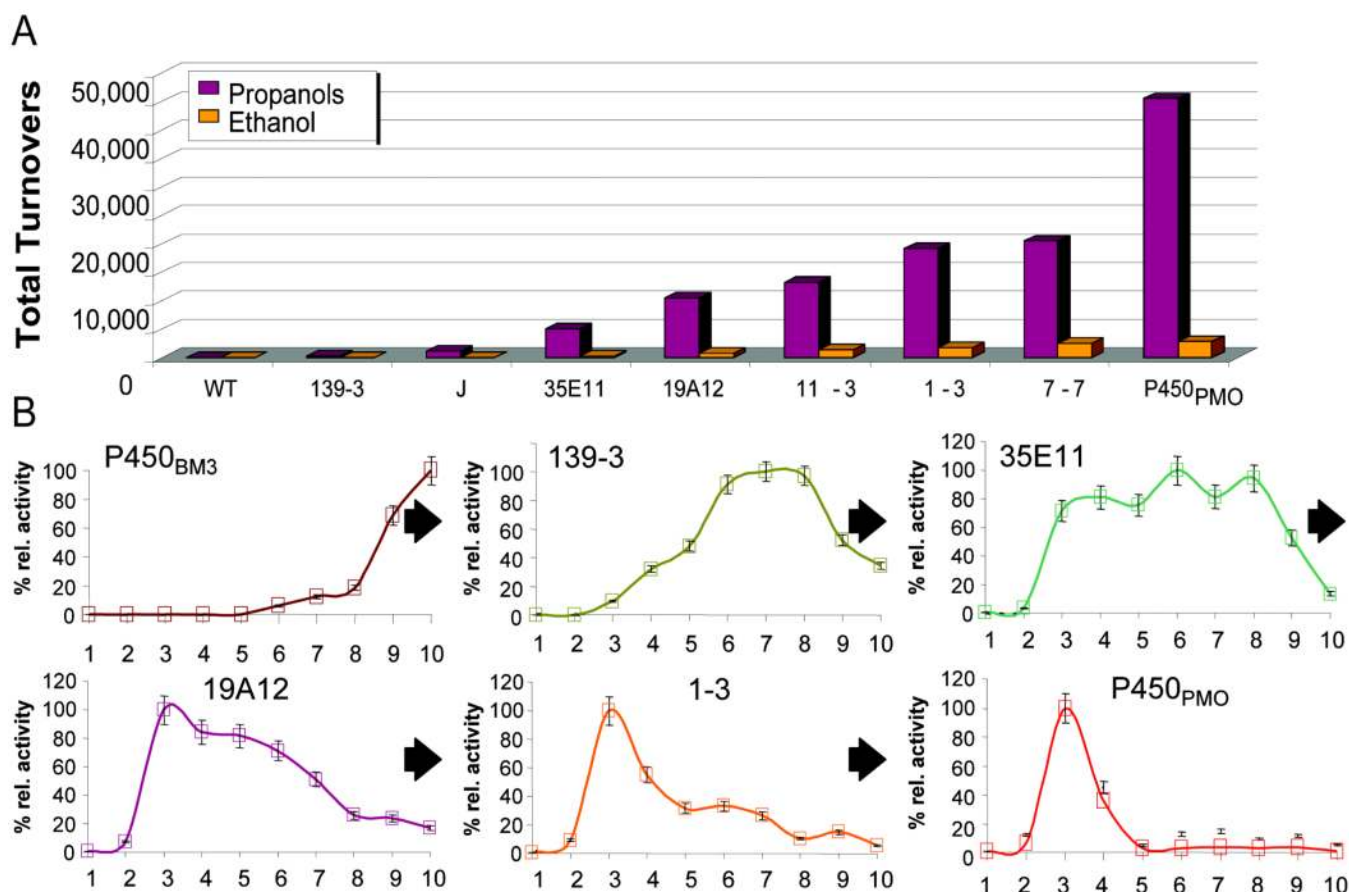 A
Total Turnovers
50,000
40,000
30,000
20,000
10,000
0
Propanols
Ethanol
WT 139-3 J 35E11 19A12 11 - 3 1 - 3 7 - 7 P450PMO
B
P450BM3
% rel. activity
100
80
60
40
20
0
1 2 3 4 5 6 7 8 9 10
139-3
% rel. activity
100
80
60
40
20
0
1 2 3 4 5 6 7 8 9 10
35E11
% rel. activity
120
100
80
60
40
20
0
1 2 3 4 5 6 7 8 9 10
19A12
% rel. activity
120
100
80
60
40
20
0
1 2 3 4 5 6 7 8 9 10
1-3
% rel. activity
120
100
80
60
40
20
0
1 2 3 4 5 6 7 8 9 10
P450PMO
% rel. activity
120
100
80
60
40
20
0
1 2 3 4 5 6 7 8 9 10